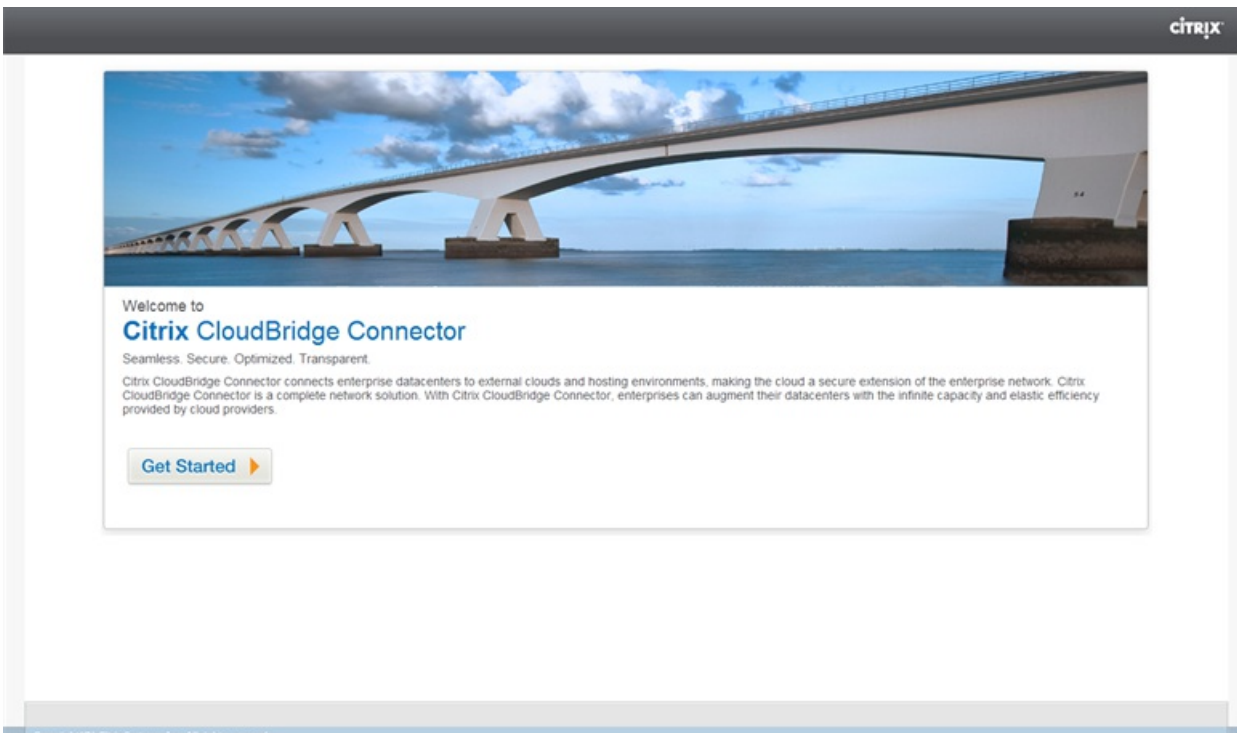 CITRIX
Welcome to
Citrix CloudBridge Connector
Seamless. Secure. Optimized. Transparent.
Citrix CloudBridge Connector connects enterprise datacenters to external clouds and hosting environments, making the cloud a secure extension of the enterprise network. Citrix
CloudBridge Connector is a complete network solution. With Citrix CloudBridge Connector, enterprises can augment their datacenters with the infinite capacity and elastic efficiency
provided by cloud providers.
Get Started